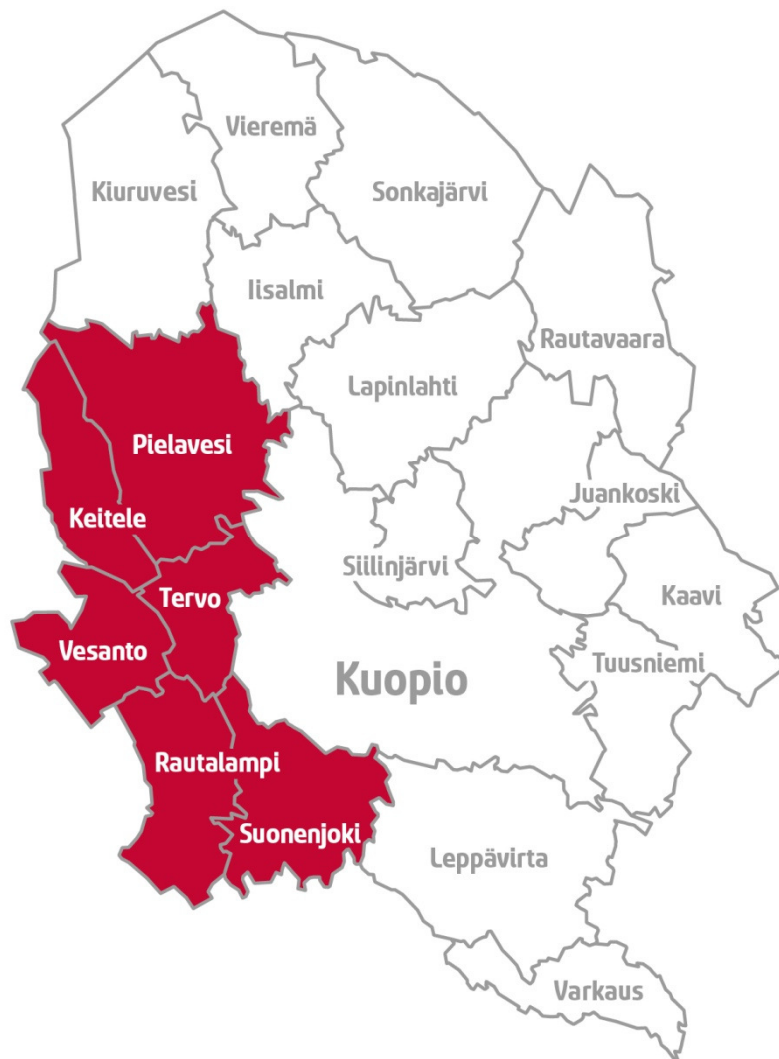 Vieremä
Kiuruvesi
Sonkajärvi
Iisalmi
Rautavaara
Lapinlahti
Pielavesi
Juankoski
Keitele
Siilinjärvi
Tervo
Kaavi
Vesanto
Tuusniemi
Kuopio
Rautalampi
Suonenjoki
Leppävirta
Varkaus